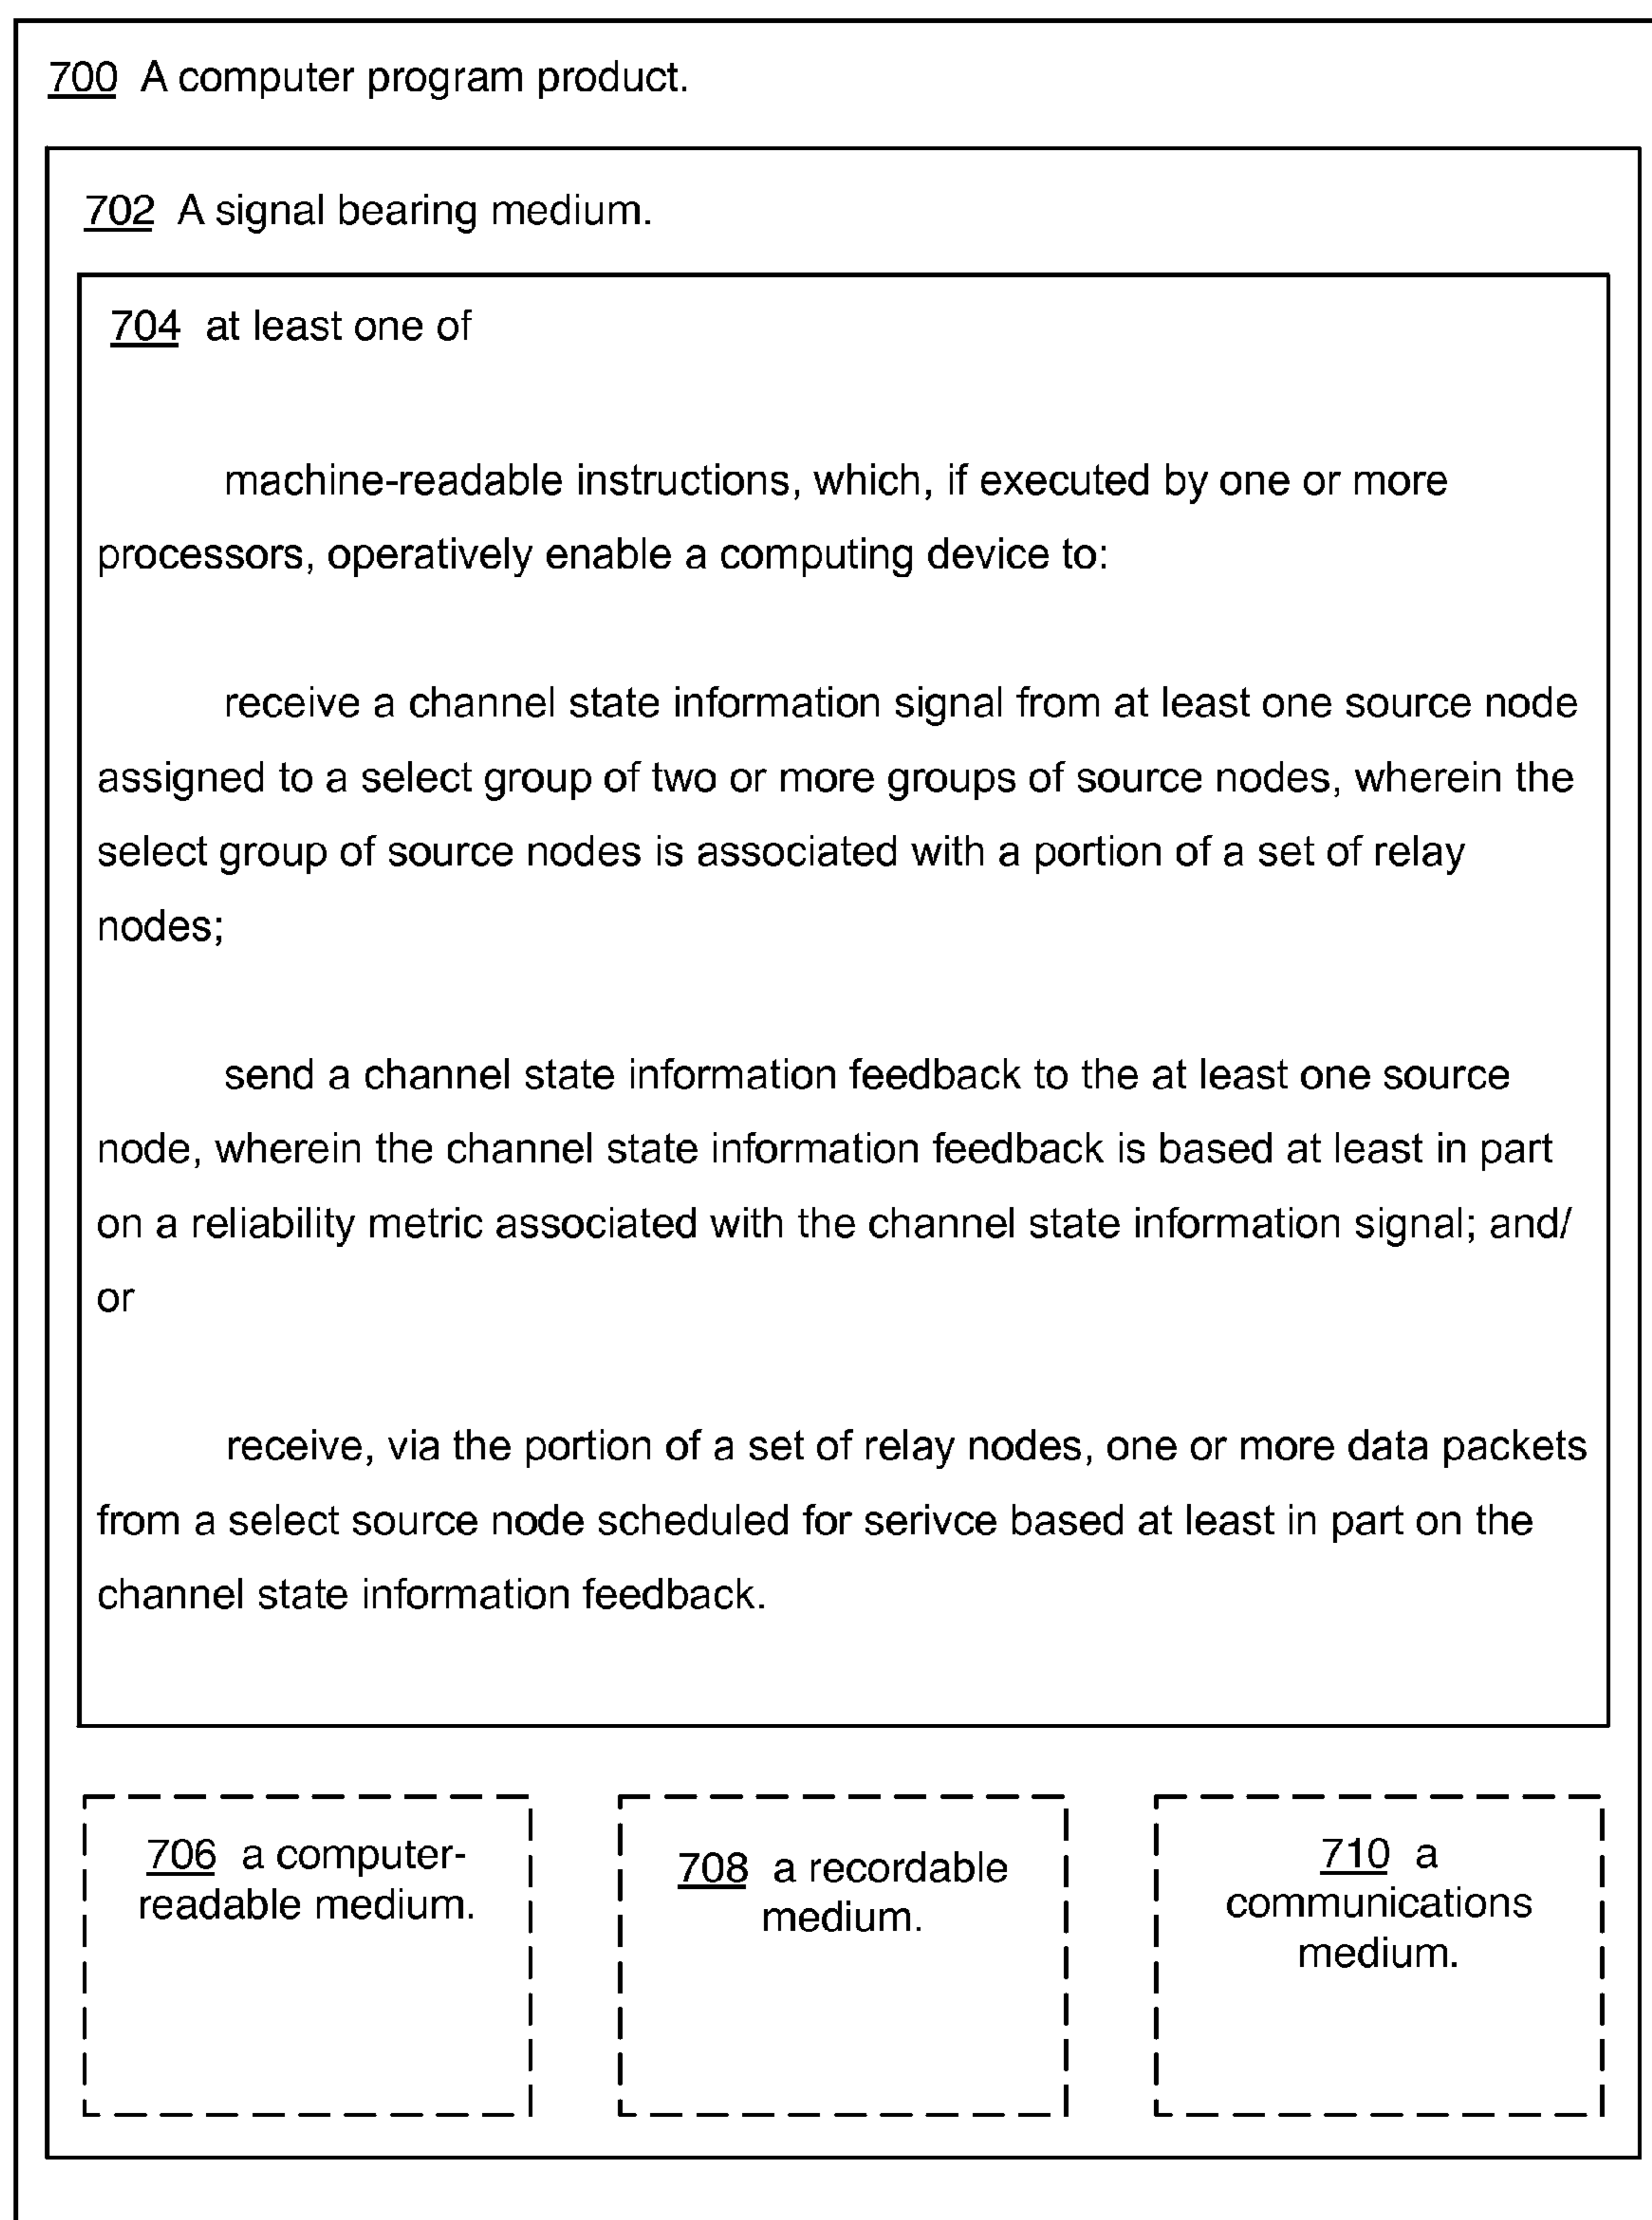 700 A computer program product.
702 A signal bearing medium.
704 at least one of
machine-readable instructions, which, if executed by one or more
processors, operatively enable a computing device to:
receive a channel state information signal from at least one source node
assigned to a select group of two or more groups of source nodes, wherein the
select group of source nodes is associated with a portion of a set of relay
nodes;
send a channel state information feedback to the at least one source
node, wherein the channel state information feedback is based at least in part
on a reliability metric associated with the channel state information signal; and/
or
receive, via the portion of a set of relay nodes, one or more data packets
from a select source node scheduled for serivce based at least in part on the
channel state information feedback.
706 a computer-
readable medium.
708 a recordable
medium.
710 a
communications
medium.